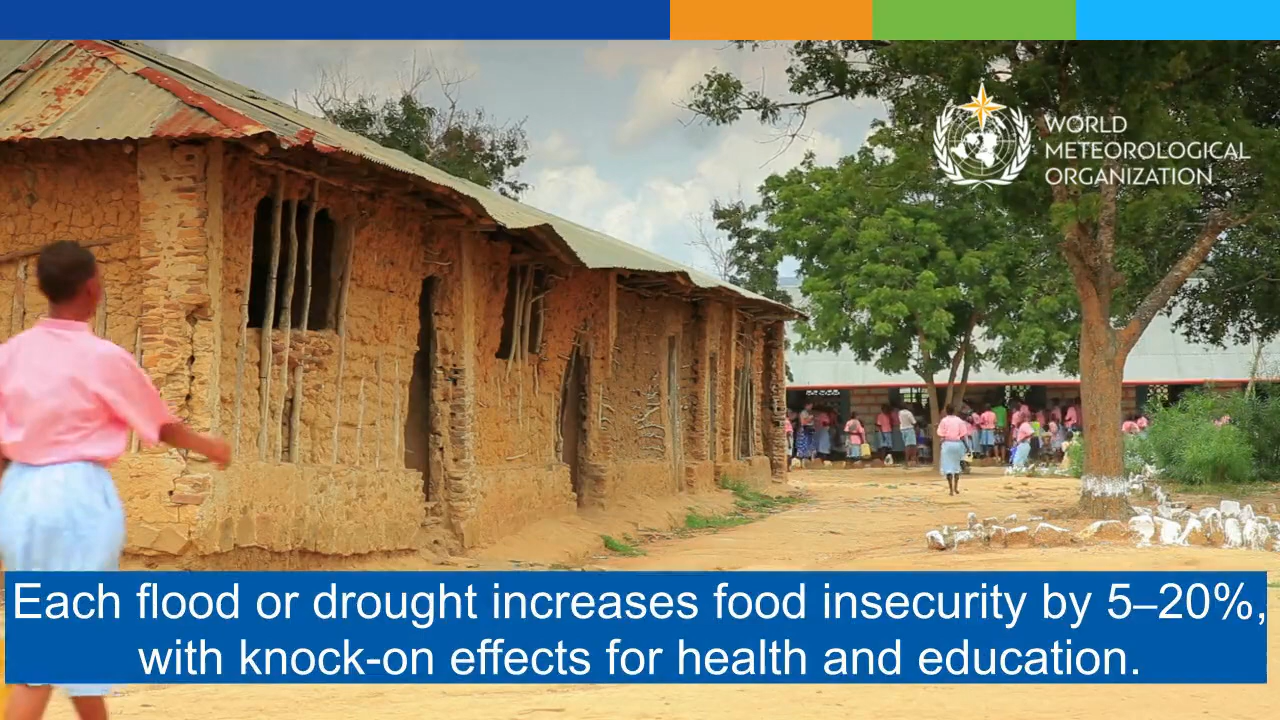 WORLD
METEOROLOGICAL
ORGANIZATION
Each flood or drought increases food insecurity by 5–20%,
with knock-on effects for health and education.